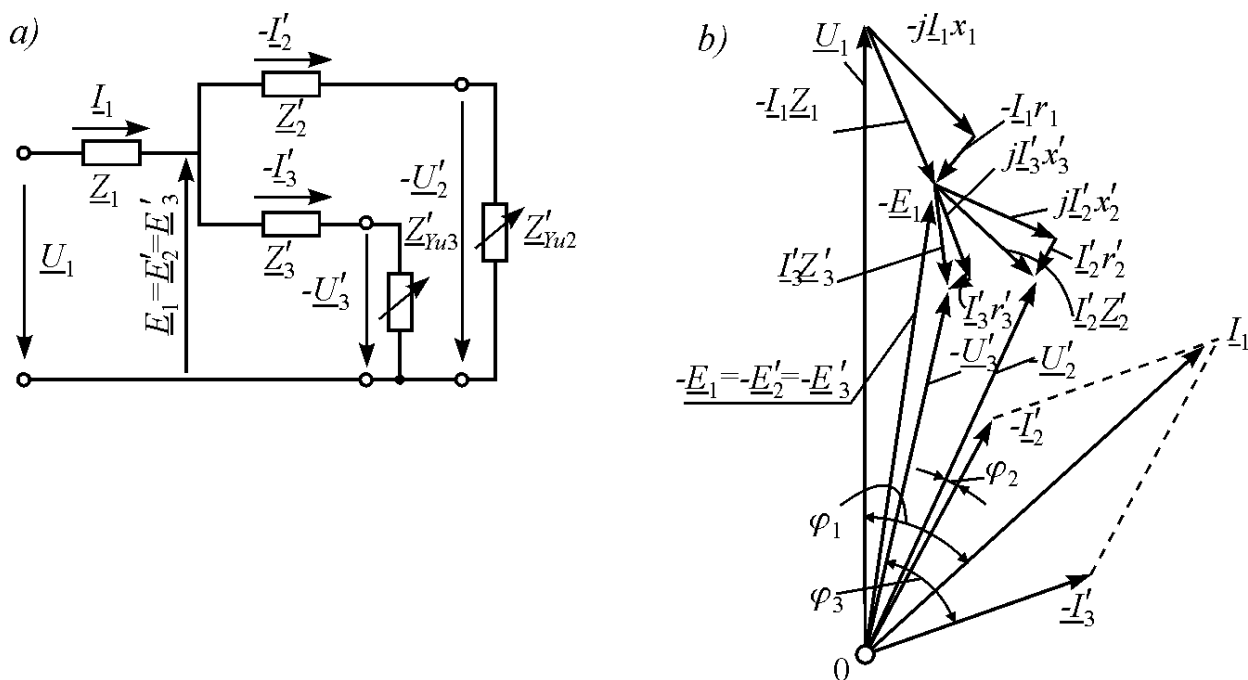 a)
-I′2
I1
Z′2
-I′3
Z1
-U′2
Z′Yu3
Z′Yu2
Z′3
U1
E1=E′2=E′3
-U′3
b)
U1
-jI1x1
-I1Z1
-I1r1
jI′3x′3
-E1
jI′2x′2
I′3Z′3
I′2r′2
I′3r′3
I′2Z′2
I1
-U′3
-U′2
-E1=-E′2=-E′3
-I′2
φ2
φ1
φ3
-I′3
0